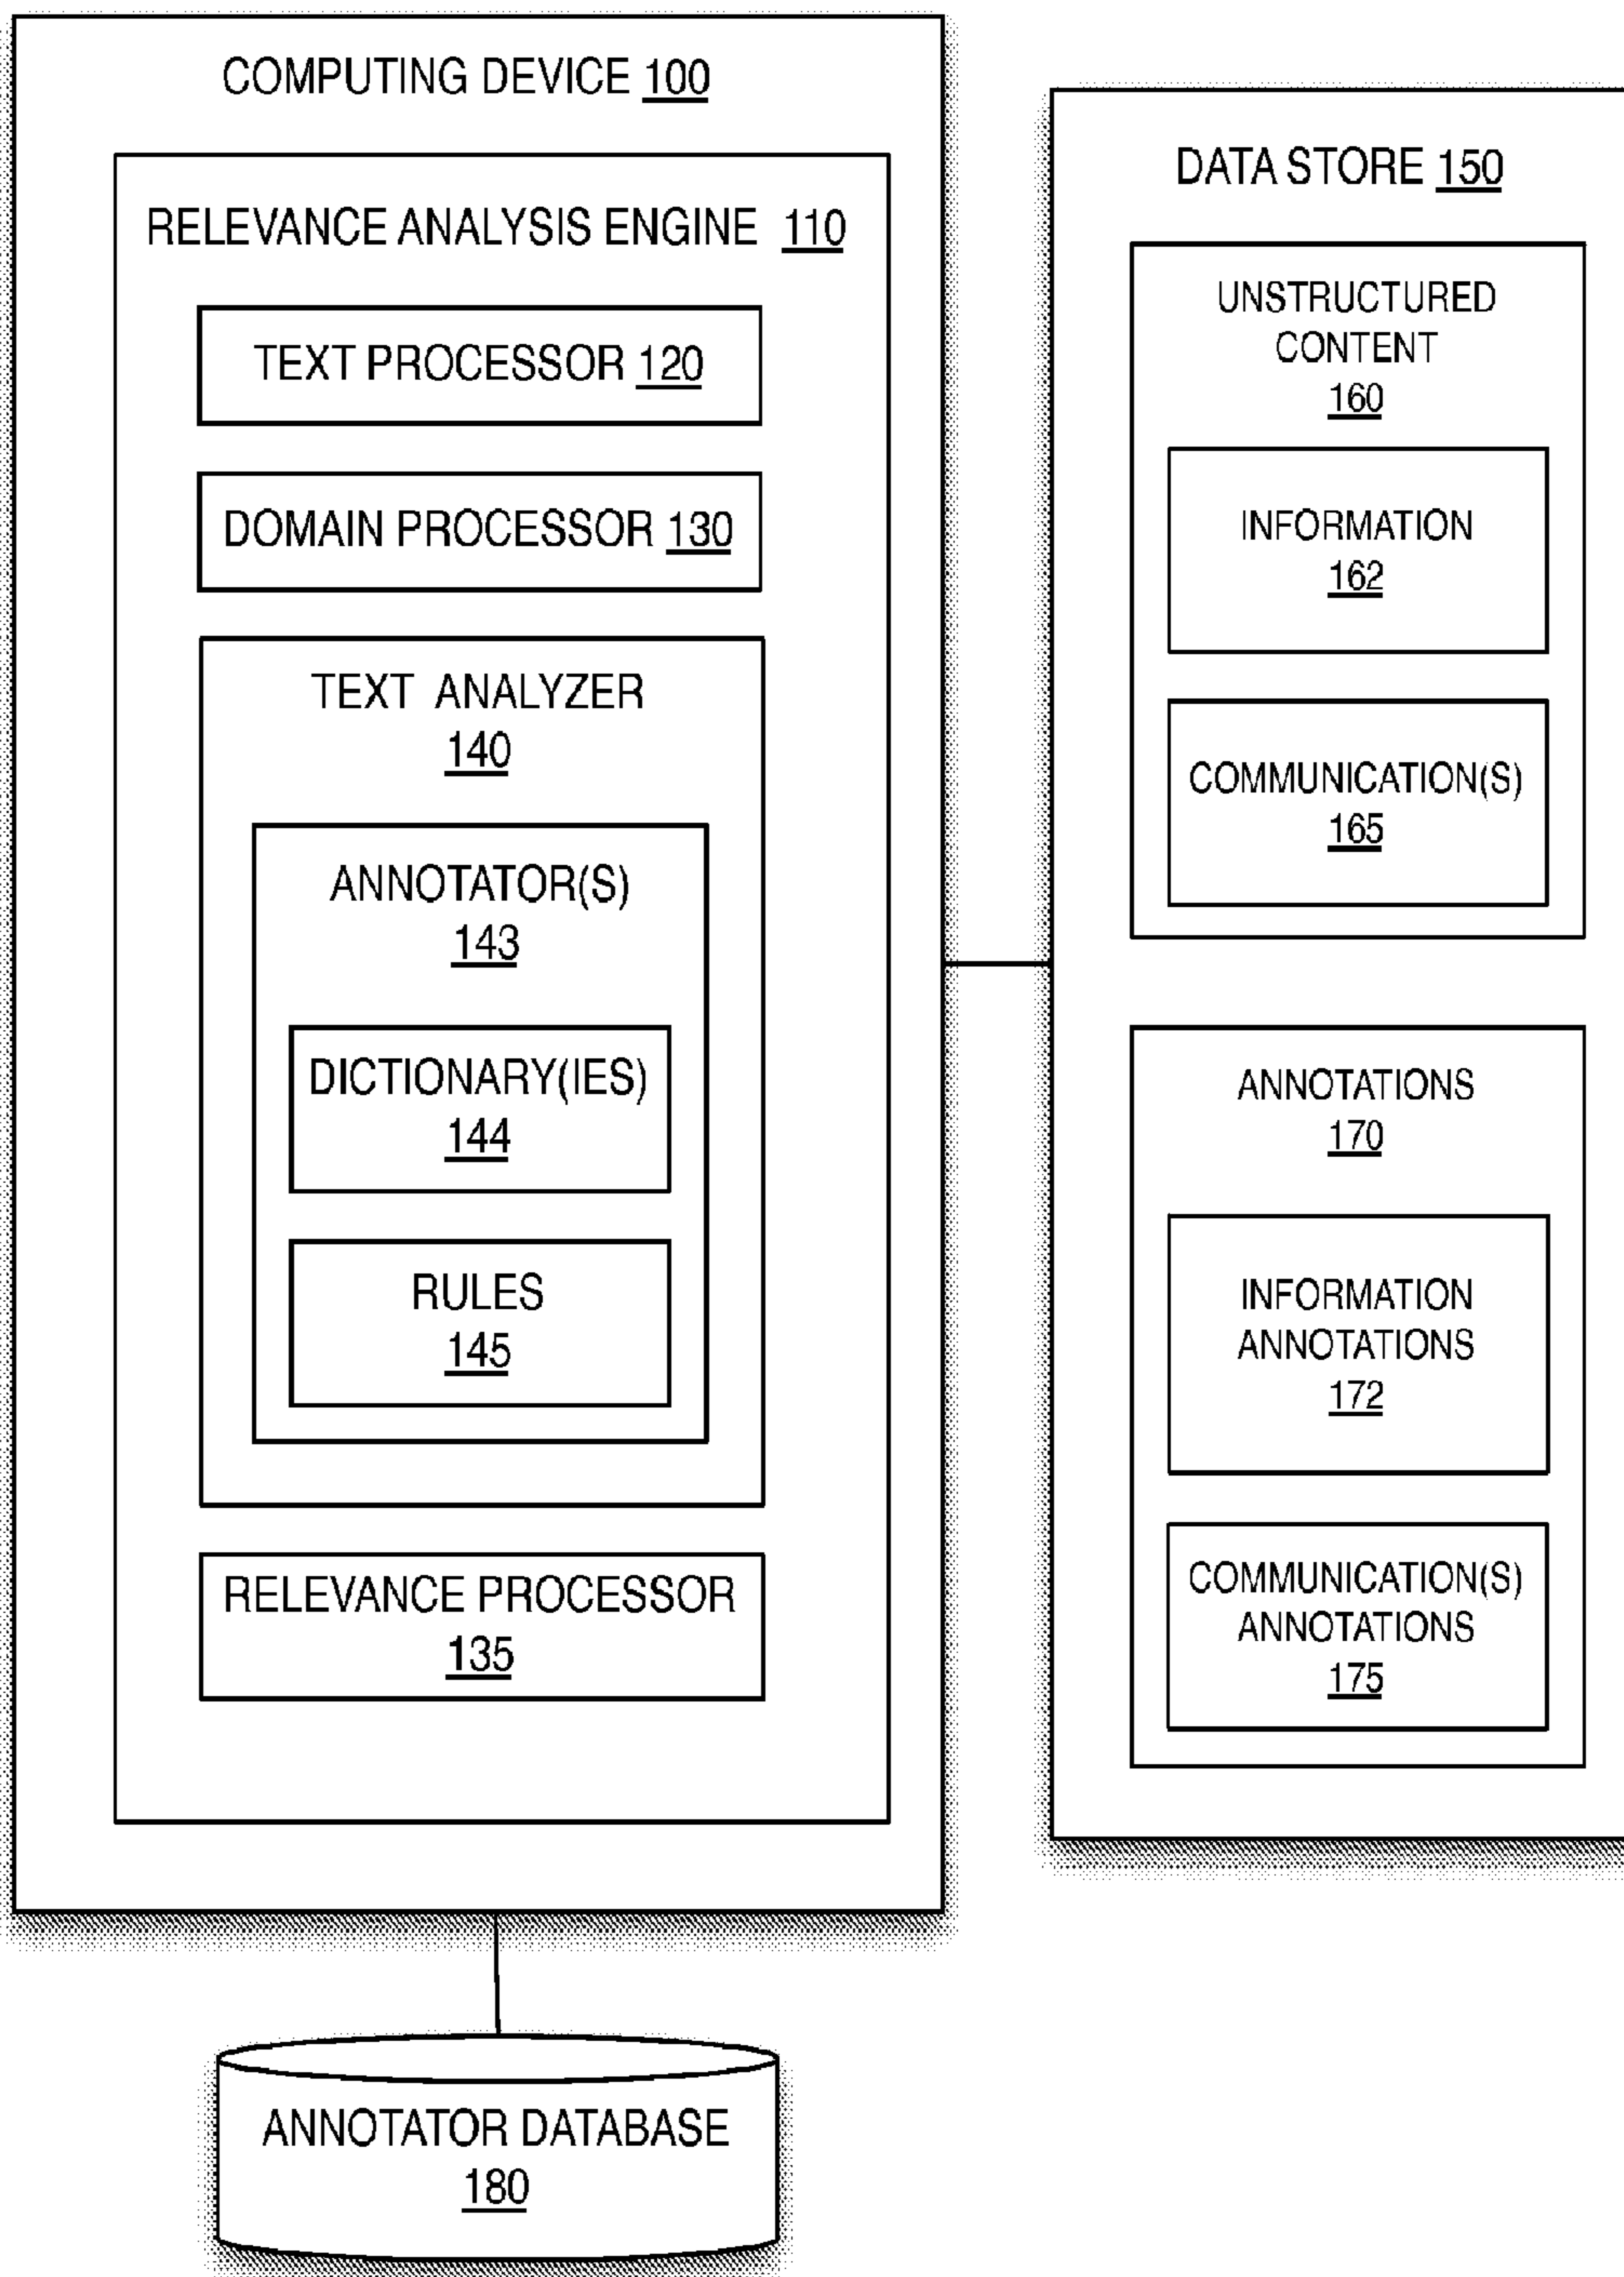 COMPUTING DEVICE 100
RELEVANCE ANALYSIS ENGINE 110
TEXT PROCESSOR 120
DOMAIN PROCESSOR 130
TEXT ANALYZER
140
ANNOTATOR(S)
143
DICTIONARY(IES)
144
RULES
145
RELEVANCE PROCESSOR
135
DATA STORE 150
UNSTRUCTURED
CONTENT
160
INFORMATION
162
COMMUNICATION(S)
165
ANNOTATIONS
170
INFORMATION
ANNOTATIONS
172
COMMUNICATION(S)
ANNOTATIONS
175
ANNOTATOR DATABASE
180